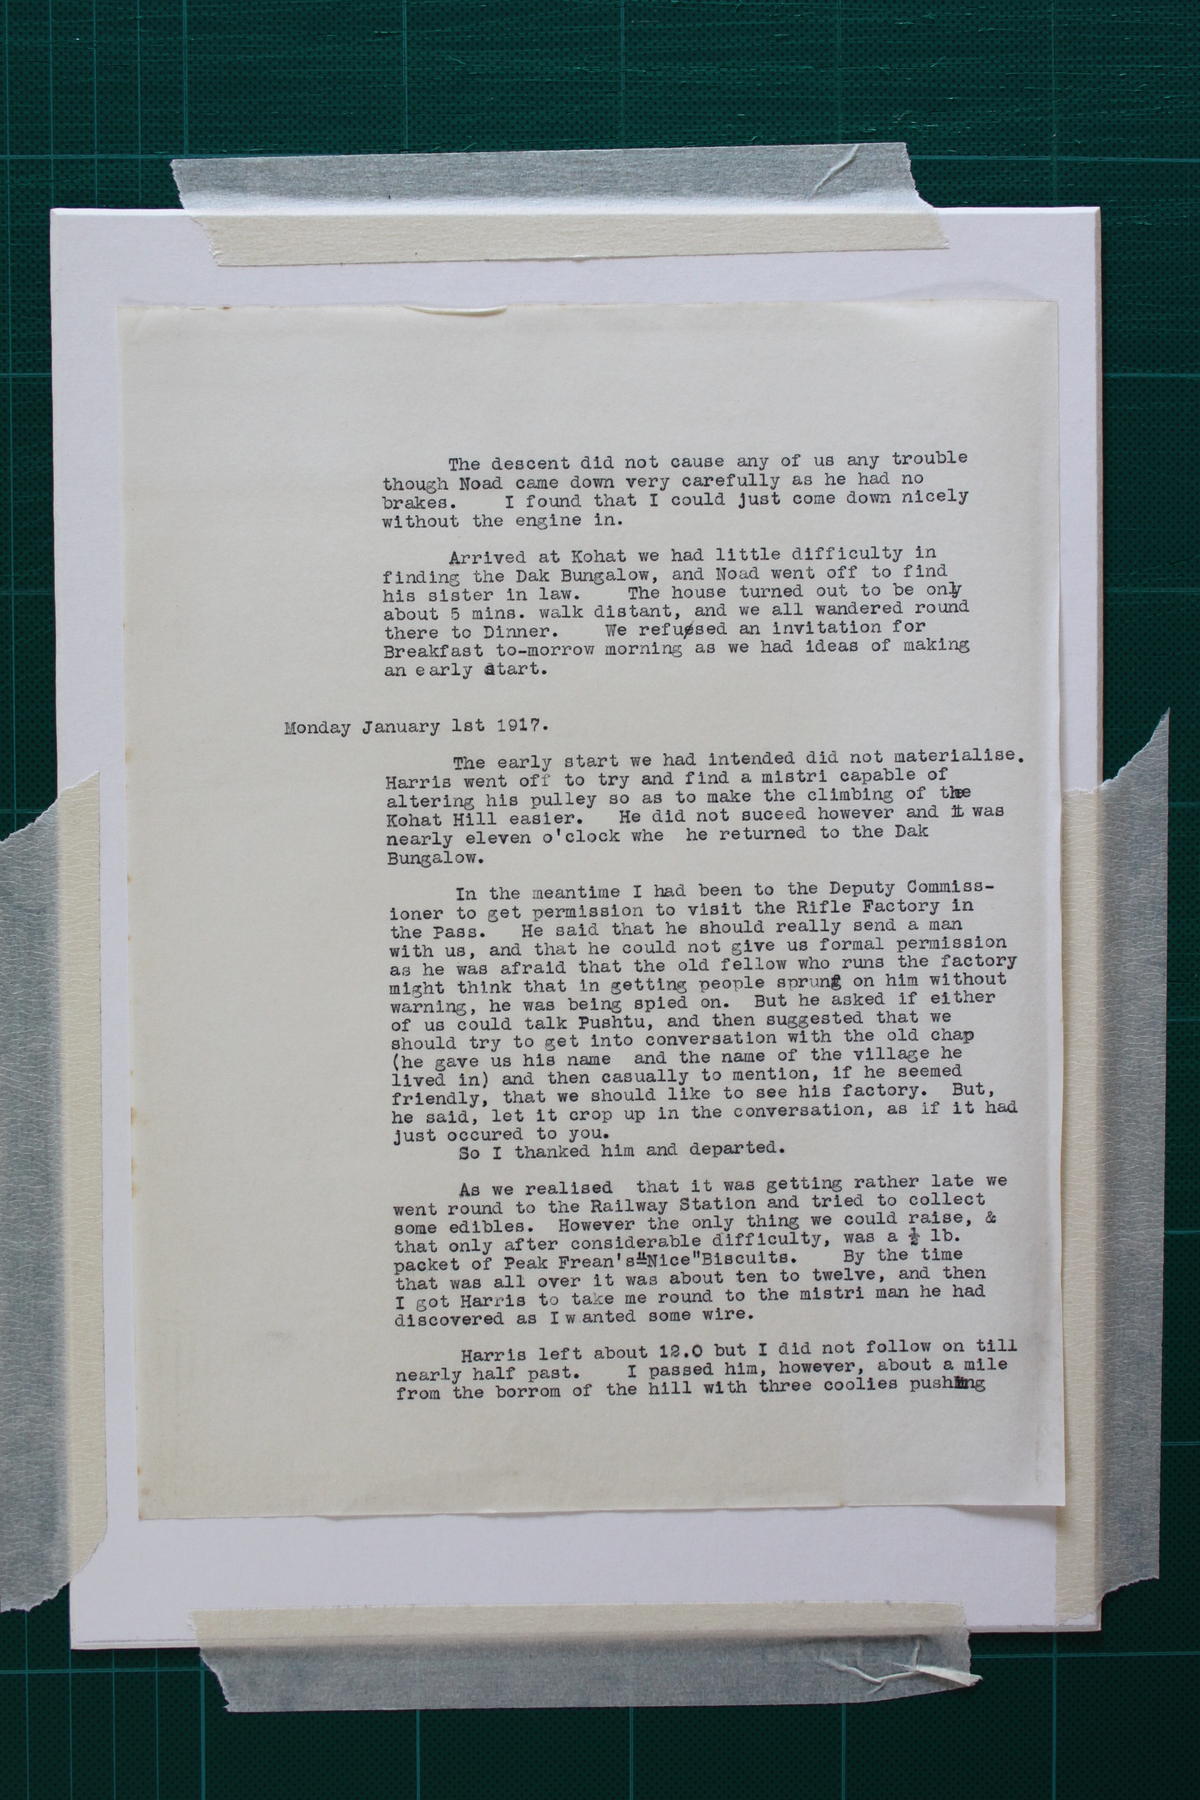 The descent did not cause any of us any trouble
though Noad came down very carefully as he had no
brakes. I found that I could just come down nicely
without the engine in.
Arrived at Kohat we had little difficulty in
finding the Dak Bungalow, and Noad went off to find
his sister in law. The house turned out to be only
about 5 mins. walk distant, and we all wandered round
there to Dinner. We refused an invitation for
Breakfast to-morrow morning as we had ideas of making
an early start.
Monday January 1st 1917.
The early start we had intended did not materialise.
Harris went off to try and find a mistri capable of
altering his pulley so as to make the climbing of the
Kohat Hill easier. He did not suceed however and it was
nearly eleven o'clock whe he returned to the Dak
Bungalow.
In the meantime I had been to the Deputy Commiss-
ioner to get permission to visit the Rifle Factory in
the Pass. He said that he should really send a man
with us, and that he could not give us formal permission
as he was afraid that the old fellow who runs the factory
might think that in getting people sprung on him without
warning, he was being spied on. But he asked if either
of us could talk Pushtu, and then suggested that we
should try to get into conversation with the old chap
(he gave us his name and the name of the village he
lived in) and then casually to mention, if he seemed
friendly, that we should like to see his factory. But,
he said, let it crop up in the conversation, as if it had
just occured to you.
So I thanked him and departed.
As we realised that it was getting rather late we
went round to the Railway Station and tried to collect
some edibles. However the only thing we could raise, &
that only after considerable difficulty, was a ½ lb.
packet of Peak Frean's "Nice" Biscuits. By the time
that was all over it was about ten to twelve, and then
I got Harris to take me round to the mistri man he had
discovered as I wanted some wire.
Harris left about 12.0 but I did not follow on till
nearly half past. I passed him, however, about a mile
from the borrom of the hill with three coolies pushing